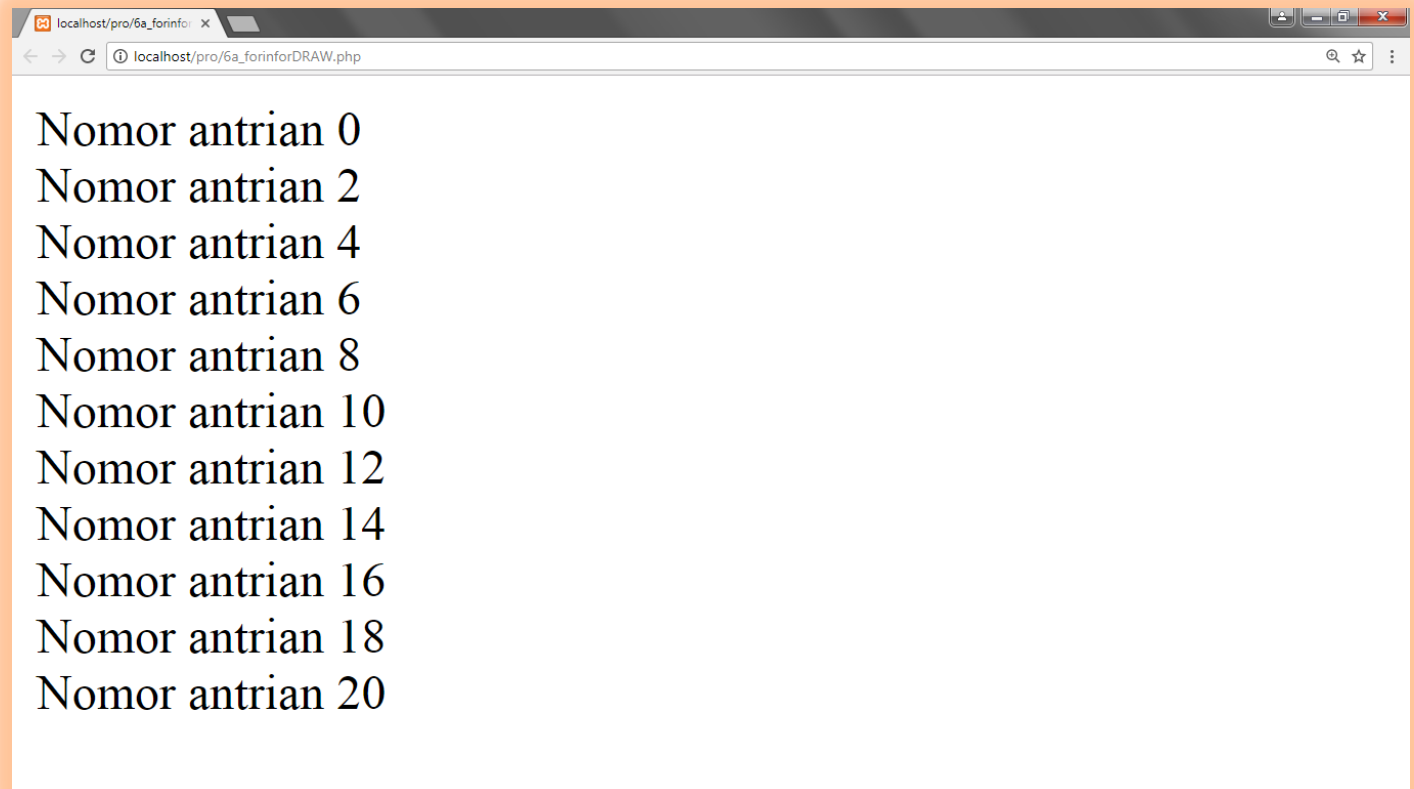 localhost/pro/6a_forinfor
localhost/pro/6a_forinforDRAW.php
Nomor antrian 0
Nomor antrian 2
Nomor antrian 4
Nomor antrian 6
Nomor antrian 8
Nomor antrian 10
Nomor antrian 12
Nomor antrian 14
Nomor antrian 16
Nomor antrian 18
Nomor antrian 20